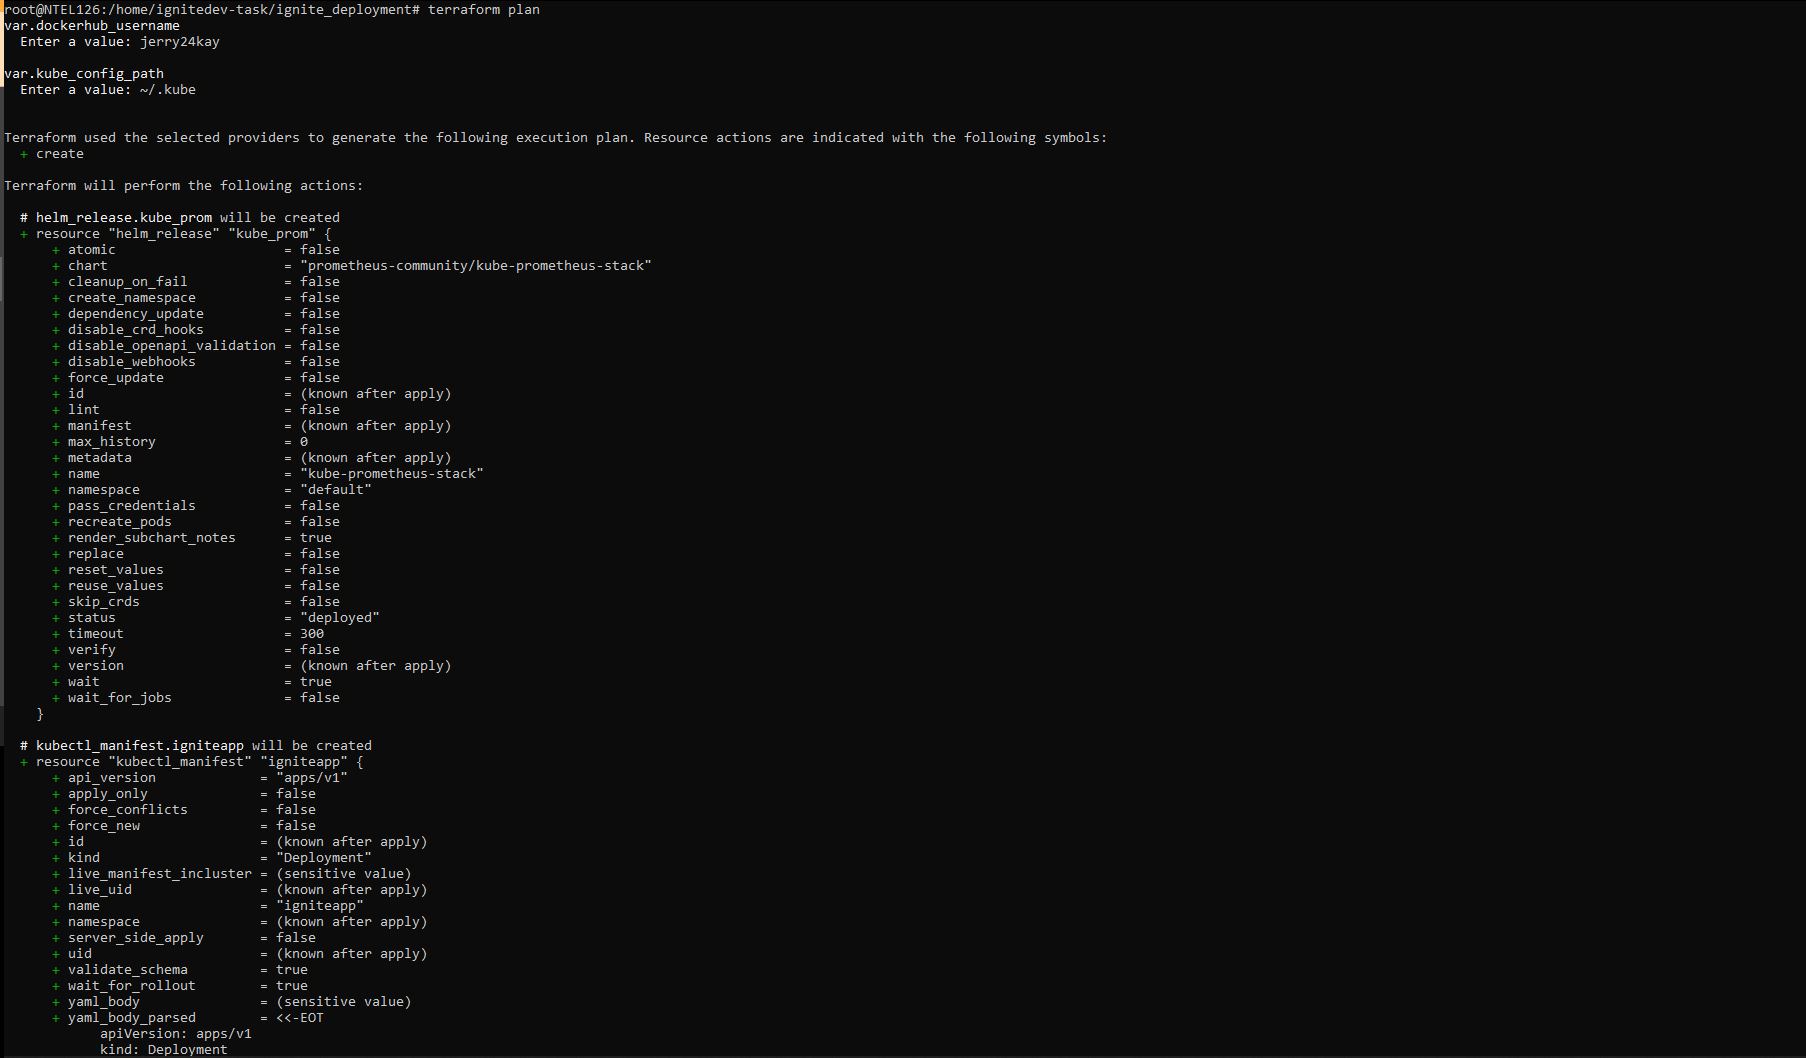 root@NTEL126:/home/ignitedev-task/ignite_deployment# terraform plan
var.dockerhub_username
  Enter a value: jerry24kay

var.kube_config_path
  Enter a value: ~/.kube


Terraform used the selected providers to generate the following execution plan. Resource actions are indicated with the following symbols:
  + create

Terraform will perform the following actions:

  # helm_release.kube_prom will be created
  + resource "helm_release" "kube_prom" {
      + atomic                     = false
      + chart                      = "prometheus-community/kube-prometheus-stack"
      + cleanup_on_fail            = false
      + create_namespace           = false
      + dependency_update          = false
      + disable_crd_hooks          = false
      + disable_openapi_validation = false
      + disable_webhooks           = false
      + force_update               = false
      + id                         = (known after apply)
      + lint                       = false
      + manifest                   = (known after apply)
      + max_history                = 0
      + metadata                   = (known after apply)
      + name                       = "kube-prometheus-stack"
      + namespace                  = "default"
      + pass_credentials           = false
      + recreate_pods              = false
      + render_subchart_notes      = true
      + replace                    = false
      + reset_values               = false
      + reuse_values               = false
      + skip_crds                  = false
      + status                     = "deployed"
      + timeout                    = 300
      + verify                     = false
      + version                    = (known after apply)
      + wait                       = true
      + wait_for_jobs              = false
    }

  # kubectl_manifest.igniteapp will be created
  + resource "kubectl_manifest" "igniteapp" {
      + api_version             = "apps/v1"
      + apply_only              = false
      + force_conflicts         = false
      + force_new               = false
      + id                      = (known after apply)
      + kind                    = "Deployment"
      + live_manifest_incluster = (sensitive value)
      + live_uid                = (known after apply)
      + name                    = "igniteapp"
      + namespace               = (known after apply)
      + server_side_apply       = false
      + uid                     = (known after apply)
      + validate_schema         = true
      + wait_for_rollout        = true
      + yaml_body               = (sensitive value)
      + yaml_body_parsed        = <<-EOT
            apiVersion: apps/v1
            kind: Deployment